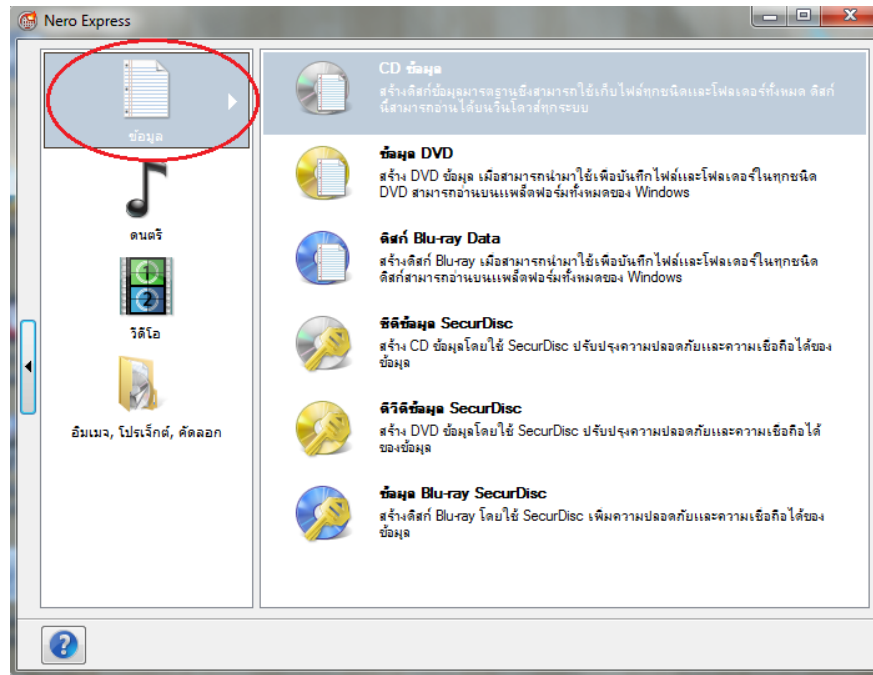 Nero Express
ข้อมูล
ดนตรี
วิดีโอ
อิมเมจ, โปรเจ็กต์, คัดลอก
CD ข้อมูล
สร้างดิสก์ข้อมูลมาตรฐานซึ่งสามารถใช้เก็บไฟล์ทุกชนิดและโฟลเดอร์ทั้งหมด ดิสก์
นี้สามารถอ่านได้บนวินโดวส์ทุกระบบ
ข้อมูล DVD
สร้าง DVD ข้อมูล เมื่อสามารถนำมาใช้เพื่อบันทึกไฟล์และโฟลเดอร์ในทุกชนิด
DVD สามารถอ่านบนแพล็ตฟอร์มทั้งหมดของ Windows
ดิสก์ Blu-ray Data
สร้างดิสก์ Blu-ray เมื่อสามารถนำมาใช้เพื่อบันทึกไฟล์และโฟลเดอร์ในทุกชนิด
ดิสก์สามารถอ่านบนแพล็ตฟอร์มทั้งหมดของ Windows
ซีดีข้อมูล SecurDisc
สร้าง CD ข้อมูลโดยใช้ SecurDisc ปรับปรุงความปลอดภัยและความเชื่อถือได้ของ
ข้อมูล
ดีวีดีข้อมูล SecurDisc
สร้าง DVD ข้อมูลโดยใช้ SecurDisc ปรับปรุงความปลอดภัยและความเชื่อถือได้
ของข้อมูล
ข้อมูล Blu-ray SecurDisc
สร้างดิสก์ Blu-ray โดยใช้ SecurDisc เพิ่มความปลอดภัยและความเชื่อถือได้ของ
ข้อมูล